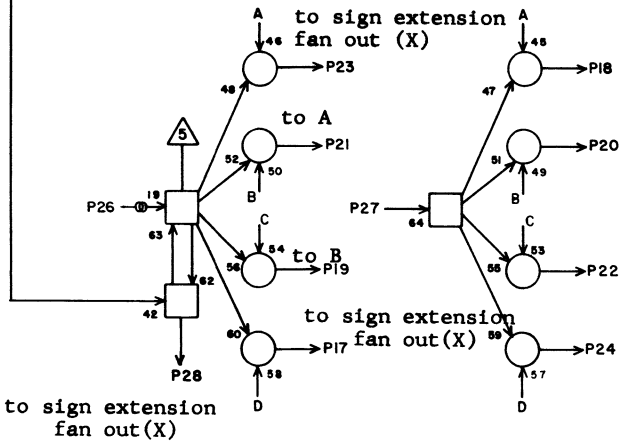 A
to sign extension
fan out (X)
46
P23
48
A
45
P18
47
5
to A
52
P21
50
B
51
P20
49
B
P26
19
63
C
54
to B
56
P19
P27
64
C
53
55
P22
62
42
60
P17
58
D
to sign extension
fan out(X)
59
P24
57
D
P28
to sign extension
fan out(X)